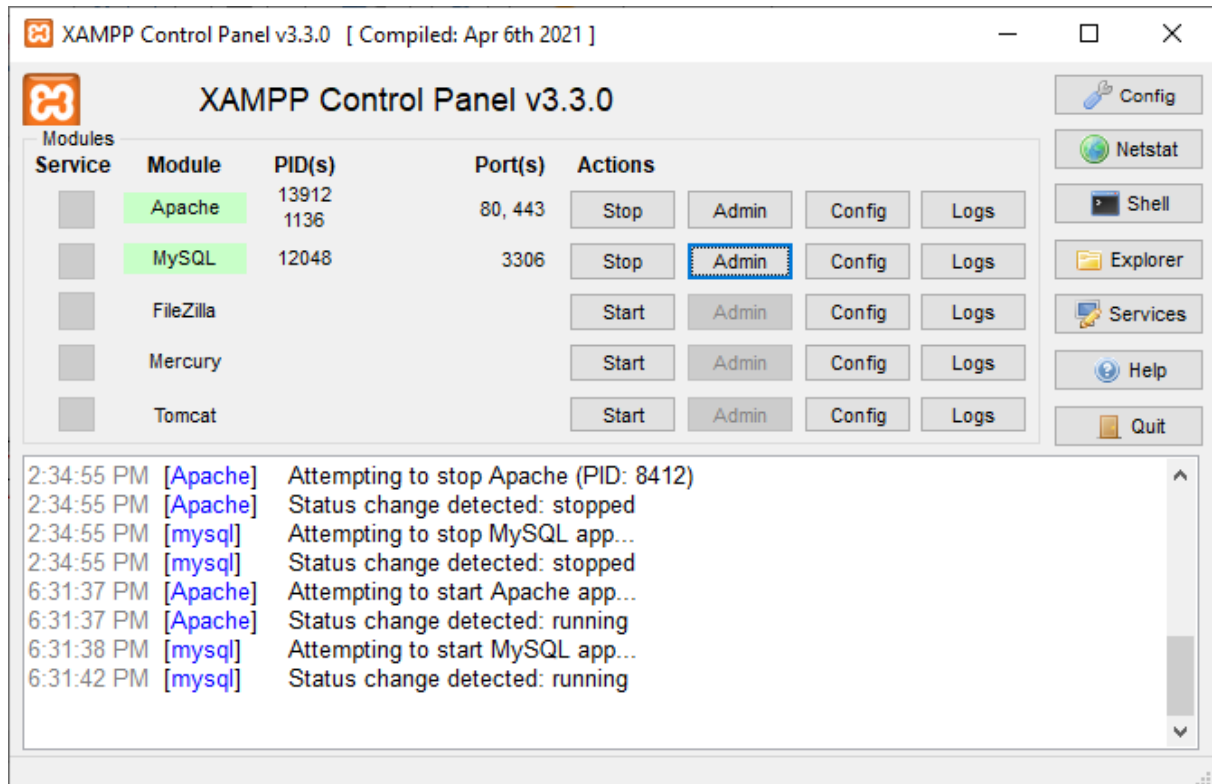 XAMPP Control Panel v3.3.0 [ Compiled: Apr 6th 2021 ]
XAMPP Control Panel v3.3.0
Config
Modules
Netstat
Service Module PID(s) Port(s) Actions
Apache 13912 1136 80, 443 Stop Admin Config Logs
Shell
MySQL 12048 3306 Stop Admin Config Logs
Explorer
FileZilla Start Admin Config Logs
Services
Mercury Start Admin Config Logs
Help
Tomcat Start Admin Config Logs
Quit
2:34:55 PM [Apache] Attempting to stop Apache (PID: 8412)
2:34:55 PM [Apache] Status change detected: stopped
2:34:55 PM [mysql] Attempting to stop MySQL app...
2:34:55 PM [mysql] Status change detected: stopped
6:31:37 PM [Apache] Attempting to start Apache app...
6:31:37 PM [Apache] Status change detected: running
6:31:38 PM [mysql] Attempting to start MySQL app...
6:31:42 PM [mysql] Status change detected: running